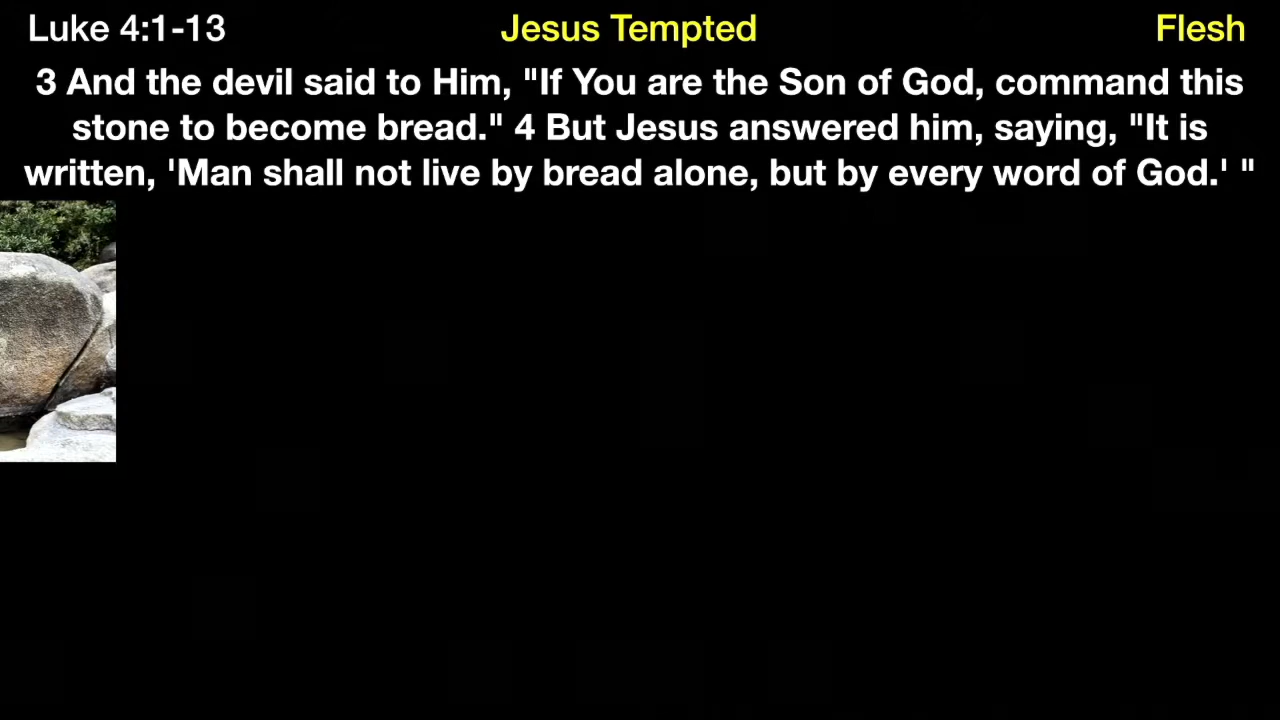 Luke 4:1-13 Jesus Tempted Flesh
3 And the devil said to Him, "If You are the Son of God, command this
stone to become bread." 4 But Jesus answered him, saying, "It is
written, 'Man shall not live by bread alone, but by every word of God.' "